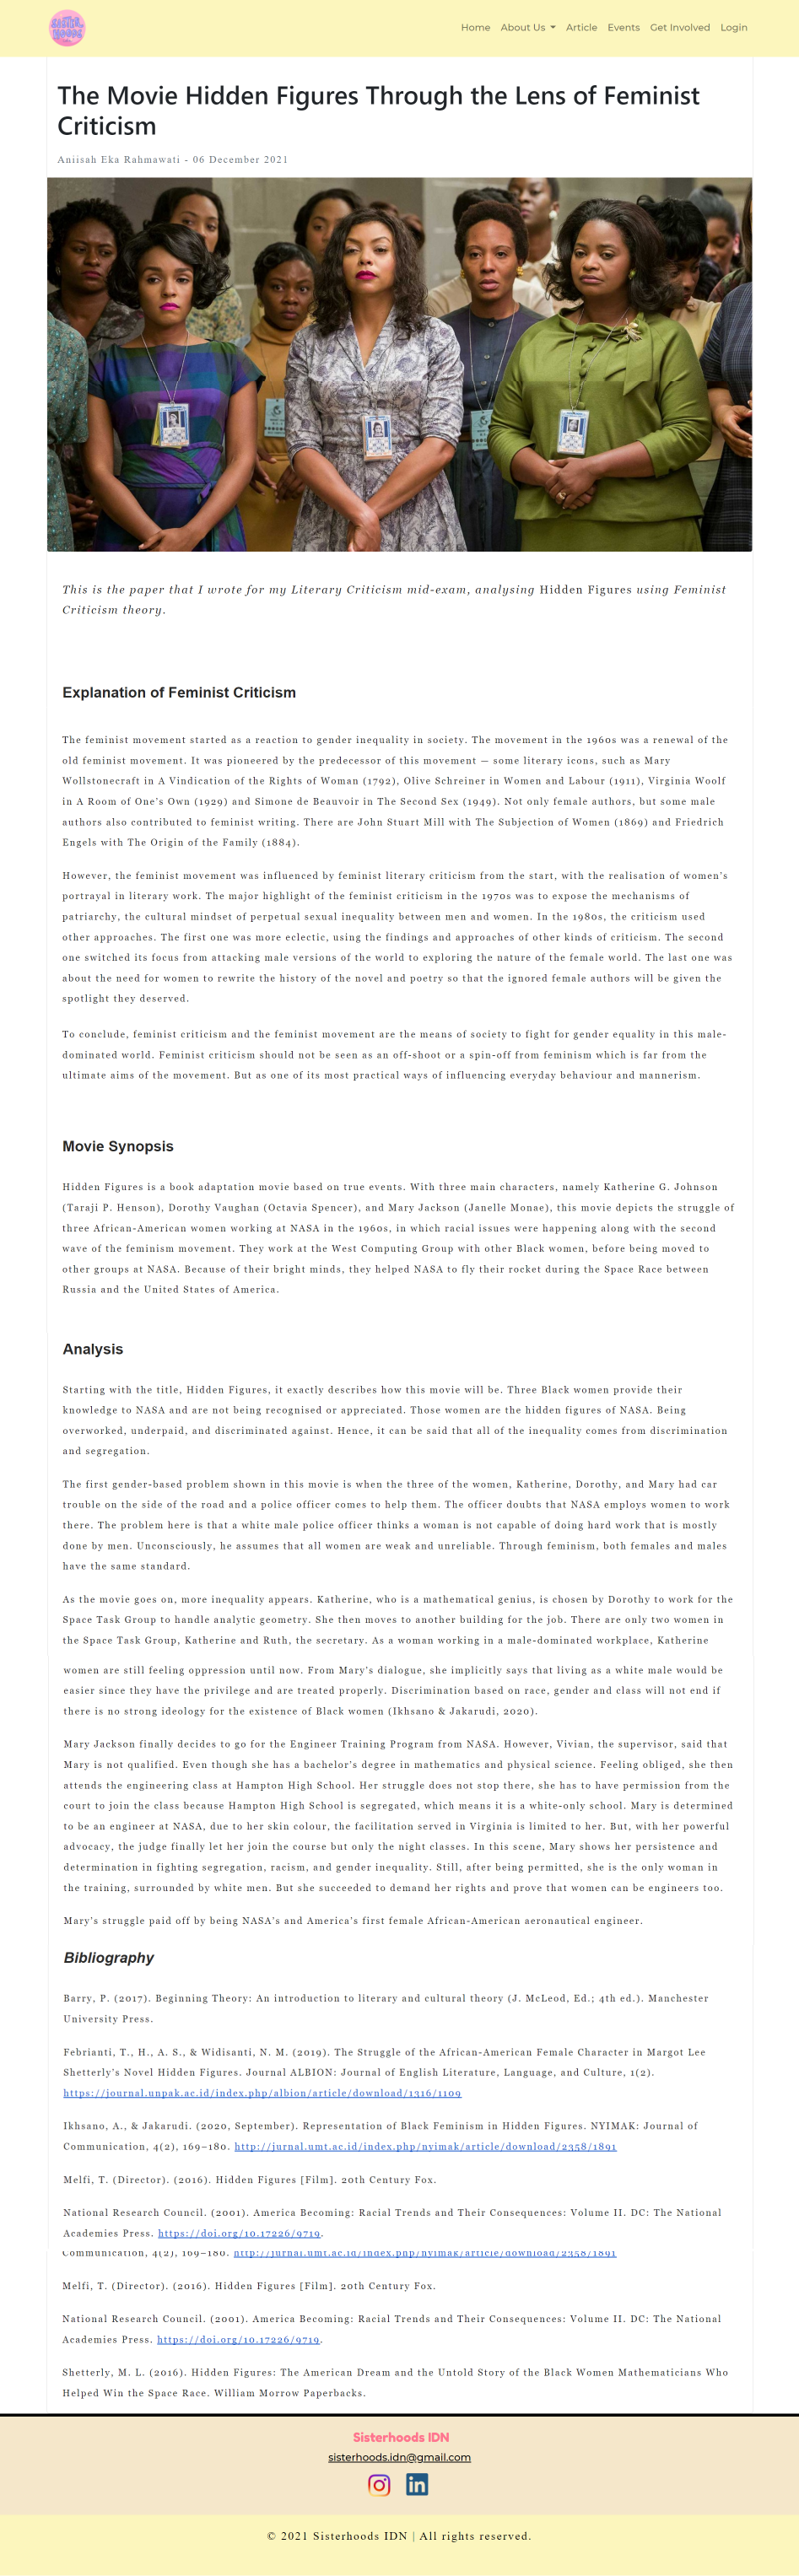 SISTER
HOODS
Home About Us Article Events Get Involved Login
The Movie Hidden Figures Through the Lens of Feminist
Criticism
Aniisah Eka Rahmawati - 06 December 2021
This is the paper that I wrote for my Literary Criticism mid-exam, analysing Hidden Figures using Feminist
Criticism theory.
Explanation of Feminist Criticism
The feminist movement started as a reaction to gender inequality in society. The movement in the 1960s was a renewal of the
old feminist movement. It was pioneered by the predecessor of this movement — some literary icons, such as Mary
Wollstonecraft in A Vindication of the Rights of Woman (1792), Olive Schreiner in Women and Labour (1911), Virginia Woolf
in A Room of One's Own (1929) and Simone de Beauvoir in The Second Sex (1949). Not only female authors, but some male
authors also contributed to feminist writing. There are John Stuart Mill with The Subjection of Women (1869) and Friedrich
Engels with The Origin of the Family (1884).
However, the feminist movement was influenced by feminist literary criticism from the start, with the realisation of women's
portrayal in literary work. The major highlight of the feminist criticism in the 1970s was to expose the mechanisms of
patriarchy, the cultural mindset of perpetual sexual inequality between men and women. In the 1980s, the criticism used
other approaches. The first one was more eclectic, using the findings and approaches of other kinds of criticism. The second
one switched its focus from attacking male versions of the world to exploring the nature of the female world. The last one was
about the need for women to rewrite the history of the novel and poetry so that the ignored female authors will be given the
spotlight they deserved.
To conclude, feminist criticism and the feminist movement are the means of society to fight for gender equality in this male-
dominated world. Feminist criticism should not be seen as an off-shoot or a spin-off from feminism which is far from the
ultimate aims of the movement. But as one of its most practical ways of influencing everyday behaviour and mannerism.
Movie Synopsis
Hidden Figures is a book adaptation movie based on true events. With three main characters, namely Katherine G. Johnson
(Taraji P. Henson), Dorothy Vaughan (Octavia Spencer), and Mary Jackson (Janelle Monae), this movie depicts the struggle of
three African-American women working at NASA in the 1960s, in which racial issues were happening along with the second
wave of the feminism movement. They work at the West Computing Group with other Black women, before being moved to
other groups at NASA. Because of their bright minds, they helped NASA to fly their rocket during the Space Race between
Russia and the United States of America.
Analysis
Starting with the title, Hidden Figures, it exactly describes how this movie will be. Three Black women provide their
knowledge to NASA and are not being recognised or appreciated. Those women are the hidden figures of NASA. Being
overworked, underpaid, and discriminated against. Hence, it can be said that all of the inequality comes from discrimination
and segregation.
The first gender-based problem shown in this movie is when the three of the women, Katherine, Dorothy, and Mary had car
trouble on the side of the road and a police officer comes to help them. The officer doubts that NASA employs women to work
there. The problem here is that a white male police officer thinks a woman is not capable of doing hard work that is mostly
done by men. Unconsciously, he assumes that all women are weak and unreliable. Through feminism, both females and males
have the same standard.
As the movie goes on, more inequality appears. Katherine, who is a mathematical genius, is chosen by Dorothy to work for the
Space Task Group to handle analytic geometry. She then moves to another building for the job. There are only two women in
the Space Task Group, Katherine and Ruth, the secretary. As a woman working in a male-dominated workplace, Katherine
women are still feeling oppression until now. From Mary's dialogue, she implicitly says that living as a white male would be
easier since they have the privilege and are treated properly. Discrimination based on race, gender and class will not end if
there is no strong ideology for the existence of Black women (Ikhsano & Jakarudi, 2020).
Mary Jackson finally decides to go for the Engineer Training Program from NASA. However, Vivian, the supervisor, said that
Mary is not qualified. Even though she has a bachelor's degree in mathematics and physical science. Feeling obliged, she then
attends the engineering class at Hampton High School. Her struggle does not stop there, she has to have permission from the
court to join the class because Hampton High School is segregated, which means it is a white-only school. Mary is determined
to be an engineer at NASA, due to her skin colour, the facilitation served in Virginia is limited to her. But, with her powerful
advocacy, the judge finally let her join the course but only the night classes. In this scene, Mary shows her persistence and
determination in fighting segregation, racism, and gender inequality. Still, after being permitted, she is the only woman in
the training, surrounded by white men. But she succeeded to demand her rights and prove that women can be engineers too.
Mary's struggle paid off by being NASA's and America's first female African-American aeronautical engineer.
Bibliography
Barry, P. (2017). Beginning Theory: An introduction to literary and cultural theory (J. McLeod, Ed.; 4th ed.). Manchester
University Press.
Febrianti, T., H., A. S., & Widisanti, N. M. (2019). The Struggle of the African-American Female Character in Margot Lee
Shetterly's Novel Hidden Figures. Journal ALBION: Journal of English Literature, Language, and Culture, 1(2).
https://journal.unpak.ac.id/index.php/albion/article/download/1316/1109
Ikhsano, A., & Jakarudi. (2020, September). Representation of Black Feminism in Hidden Figures. NYIMAK: Journal of
Communication, 4(2), 169–180. http://jurnal.umt.ac.id/index.php/nyimak/article/download/2358/1891
Melfi, T. (Director). (2016). Hidden Figures [Film]. 20th Century Fox.
National Research Council. (2001). America Becoming: Racial Trends and Their Consequences: Volume II. DC: The National
Academies Press. https://doi.org/10.17226/9719.
Communication, 4(2), 169–180. http://jurnal.umt.ac.id/index.php/nyimak/article/download/2358/1891
Melfi, T. (Director). (2016). Hidden Figures [Film]. 20th Century Fox.
National Research Council. (2001). America Becoming: Racial Trends and Their Consequences: Volume II. DC: The National
Academies Press. https://doi.org/10.17226/9719.
Shetterly, M. L. (2016). Hidden Figures: The American Dream and the Untold Story of the Black Women Mathematicians Who
Helped Win the Space Race. William Morrow Paperbacks.
Sisterhoods IDN
sisterhoods.idn@gmail.com
in
© 2021 Sisterhoods IDN | All rights reserved.